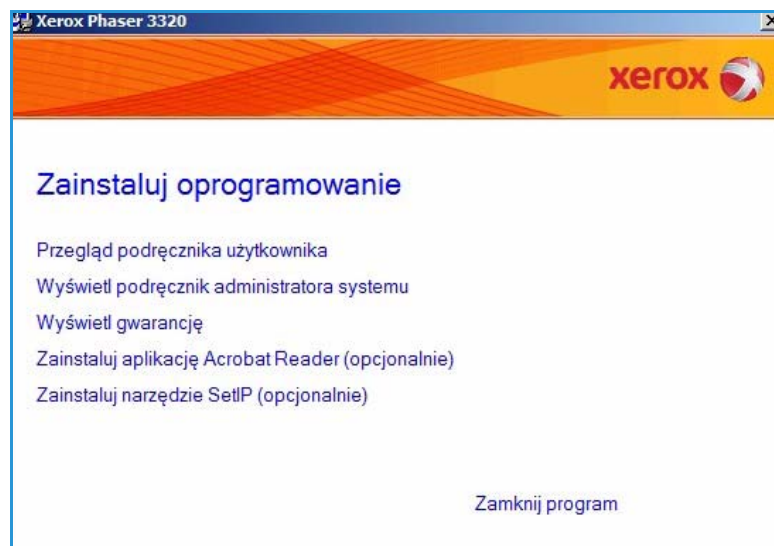 Xerox Phaser 3320
xerox
Zainstaluj oprogramowanie
Przegląd podręcznika użytkownika
Wyświetl podręcznik administratora systemu
Wyświetl gwarancję
Zainstaluj aplikację Acrobat Reader (opcjonalnie)
Zainstaluj narzędzie SetIP (opcjonalnie)
Zamknij program